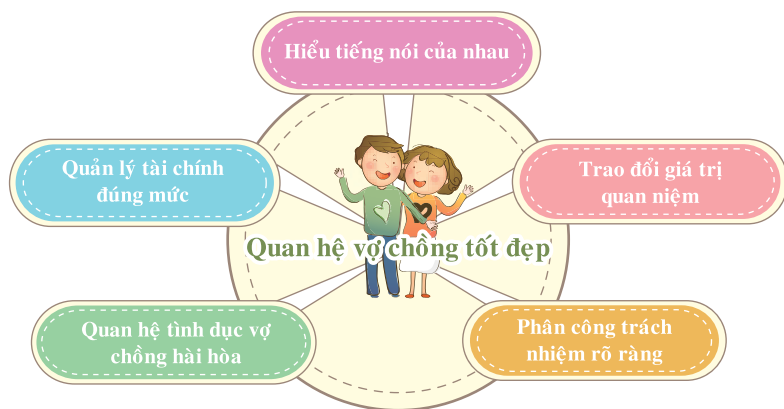 Hiểu tiếng nói của nhau
Quản lý tài chính
đúng mức
Trao đổi giá trị
quan niệm
Quan hệ vợ chồng tốt đẹp
Quan hệ tình dục vợ
chồng hài hòa
Phân công trách
nhiệm rõ ràng